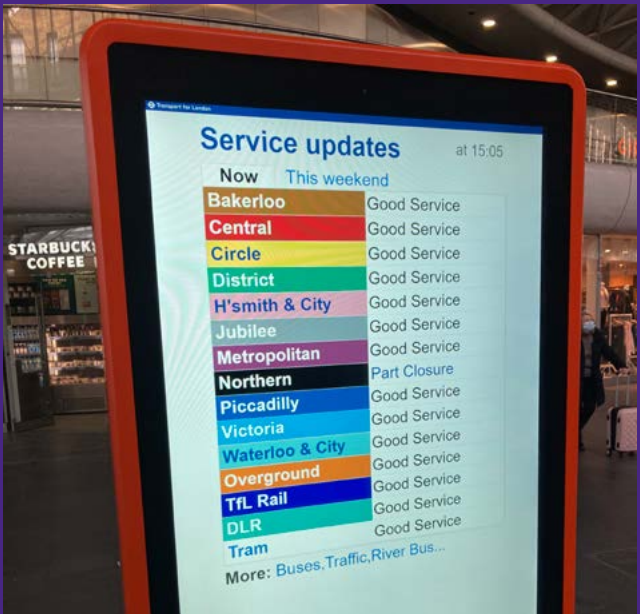 Transport for London
Service updates at 15:05
Now This weekend
Bakerloo Good Service
Central Good Service
Circle Good Service
District Good Service
H'smith & City Good Service
Jubilee Good Service
Metropolitan Good Service
Northern Part Closure
Piccadilly Good Service
Victoria Good Service
Waterloo & City Good Service
Overground Good Service
TfL Rail Good Service
DLR Good Service
Tram Good Service
More: Buses,Traffic,River Bus...
STARBUCKS
COFFEE